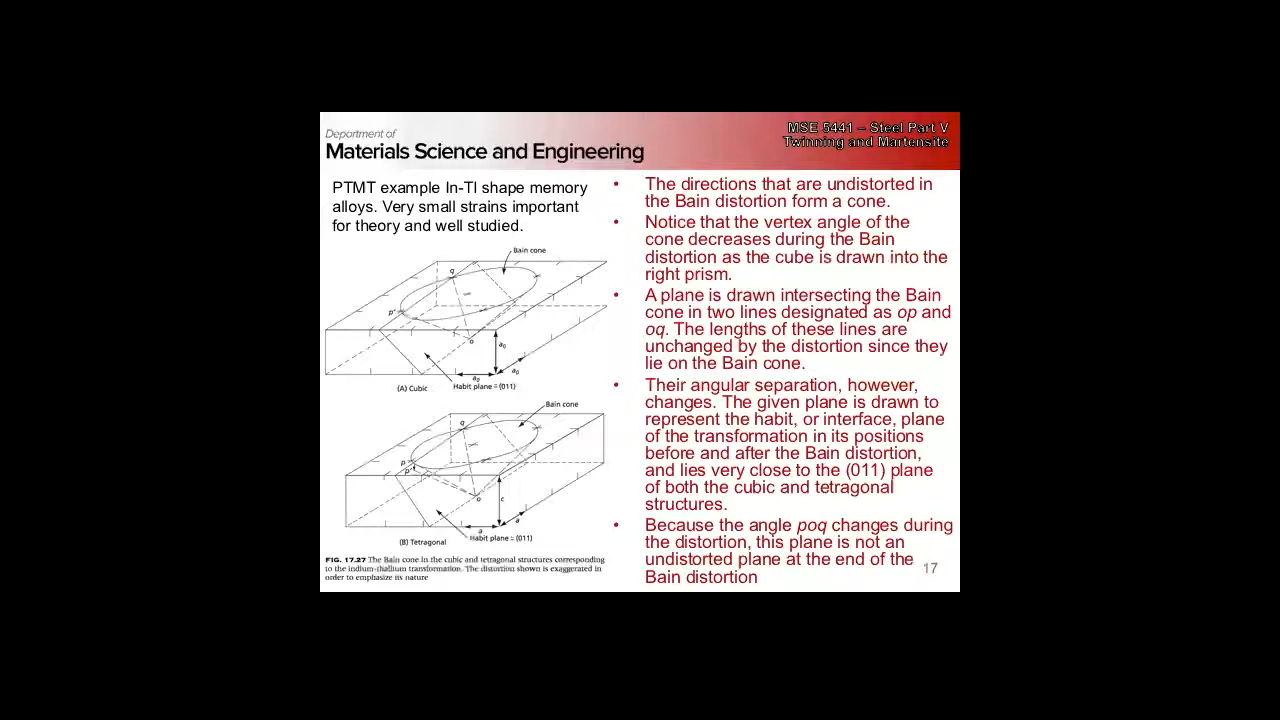 Department of
Materials Science and Engineering
MSE 5441 – Steel Part V
Twinning and Martensite
PTMT example In-Tl shape memory
alloys. Very small strains important
for theory and well studied.
Bain cone
q
p'
o
a₀
a₀
a₀
(A) Cubic
Habit plane ≈ (011)
Bain cone
q
p
p'
o
c
a
a
(B) Tetragonal
Habit plane ≈ (011)
FIG. 17.27 The Bain cone in the cubic and tetragonal structures corresponding
to the indium-thallium transformation. The distortion shown is exaggerated in
order to emphasize its nature
• The directions that are undistorted in
the Bain distortion form a cone.
• Notice that the vertex angle of the
cone decreases during the Bain
distortion as the cube is drawn into the
right prism.
• A plane is drawn intersecting the Bain
cone in two lines designated as op and
oq. The lengths of these lines are
unchanged by the distortion since they
lie on the Bain cone.
• Their angular separation, however,
changes. The given plane is drawn to
represent the habit, or interface, plane
of the transformation in its positions
before and after the Bain distortion,
and lies very close to the (011) plane
of both the cubic and tetragonal
structures.
• Because the angle poq changes during
the distortion, this plane is not an
undistorted plane at the end of the
Bain distortion
17